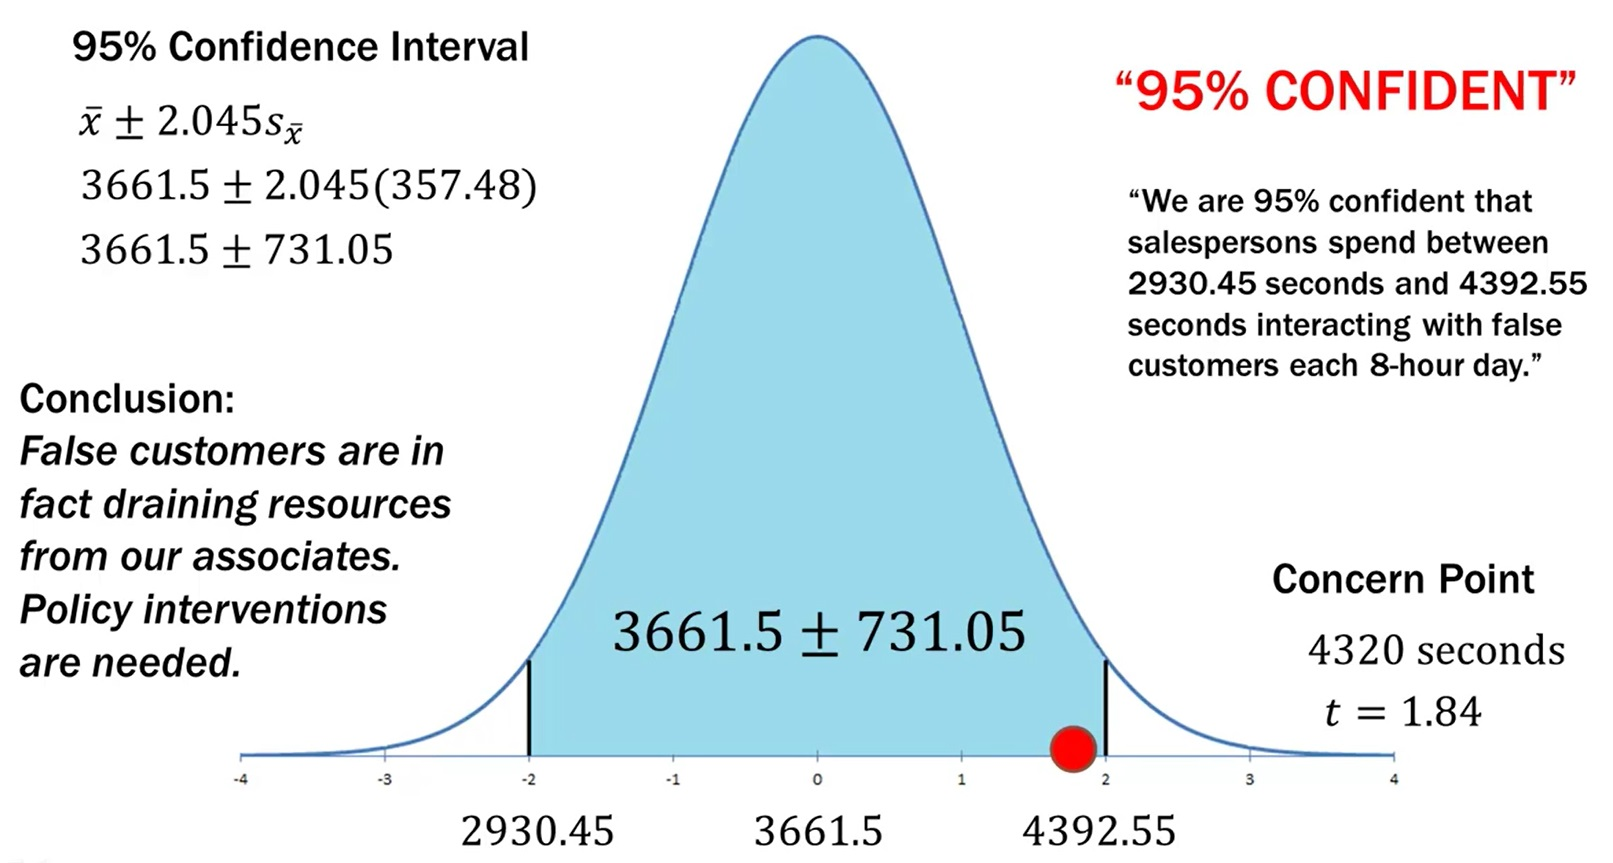 95% Confidence Interval
x̄ ± 2.045sx̄
3661.5 ± 2.045(357.48)
3661.5 ± 731.05
“95% CONFIDENT”
“We are 95% confident that
salespersons spend between
2930.45 seconds and 4392.55
seconds interacting with false
customers each 8-hour day.”
Conclusion:
False customers are in
fact draining resources
from our associates.
Policy interventions
are needed.
3661.5 ± 731.05
Concern Point
4320 seconds
t = 1.84
-4 -3 -2 -1 0 1 2 3 4
2930.45 3661.5 4392.55